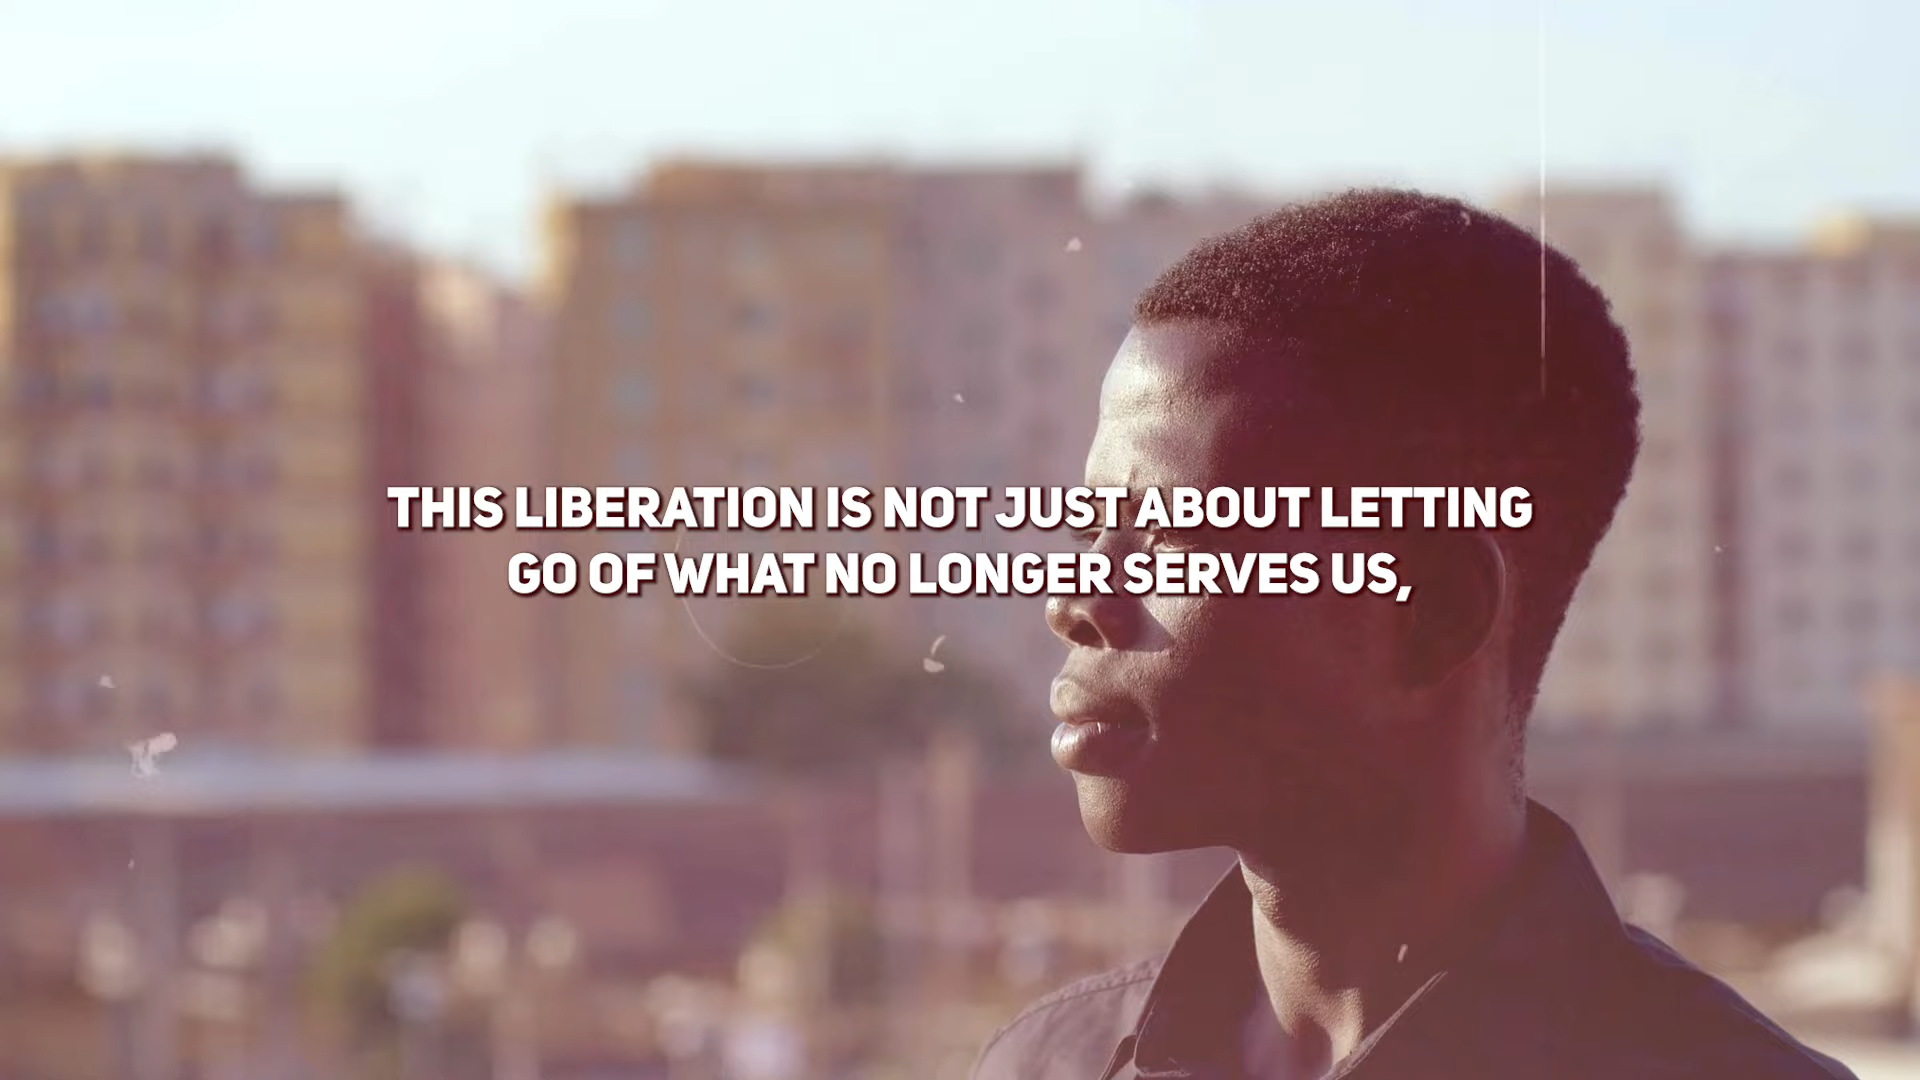 THIS LIBERATION IS NOT JUST ABOUT LETTING
GO OF WHAT NO LONGER SERVES US,